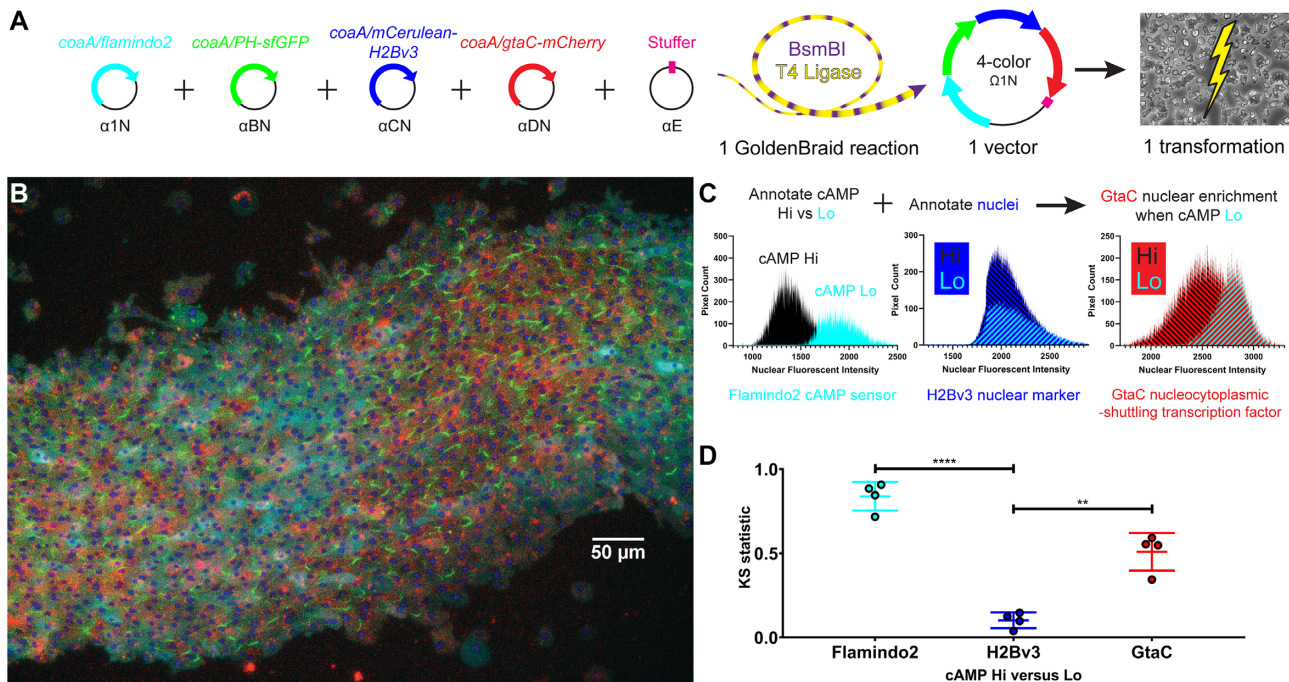 A
coaA/flamindo2
coaA/PH-sfGFP
coaA/mCerulean-
H2Bv3
coaA/gtaC-mCherry
Stuffer
+ + + +
α1N
αBN
αCN
αDN
αE
BsmBI
T4 Ligase
1 GoldenBraid reaction
4-color
Ω1N
1 vector
1 transformation
B
50 µm
C
Annotate cAMP
Hi vs Lo
+
Annotate nuclei
GtaC nuclear enrichment
when cAMP Lo
Pixel Count
500
400
300
200
100
0
cAMP Hi
cAMP Lo
1000 1500 2000 2500
Nuclear Fluorescent Intensity
Flamindo2 cAMP sensor
Pixel Count
300
200
100
0
Hi
Lo
1500 2000 2500
Nuclear Fluorescent Intensity
H2Bv3 nuclear marker
Pixel Count
250
200
150
100
50
0
Hi
Lo
2000 2500 3000
Nuclear Fluorescent Intensity
GtaC nucleocytoplasmic
-shuttling transcription factor
D
KS statistic
1.0
0.5
0.0
****
**
Flamindo2 H2Bv3 GtaC
cAMP Hi versus Lo